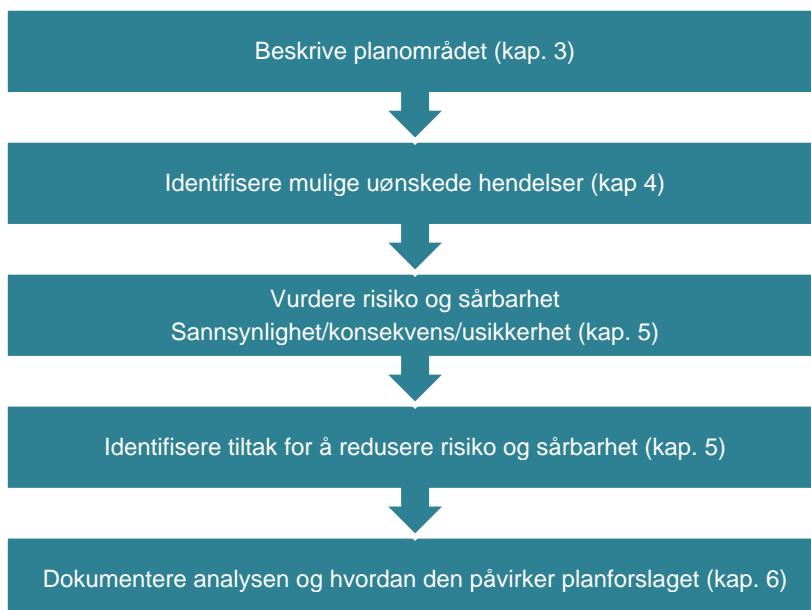 Beskrive planområdet (kap. 3)
Identifisere mulige uønskede hendelser (kap 4)
Vurdere risiko og sårbarhet
Sannsynlighet/konsekvens/usikkerhet (kap. 5)
Identifisere tiltak for å redusere risiko og sårbarhet (kap. 5)
Dokumentere analysen og hvordan den påvirker planforslaget (kap. 6)